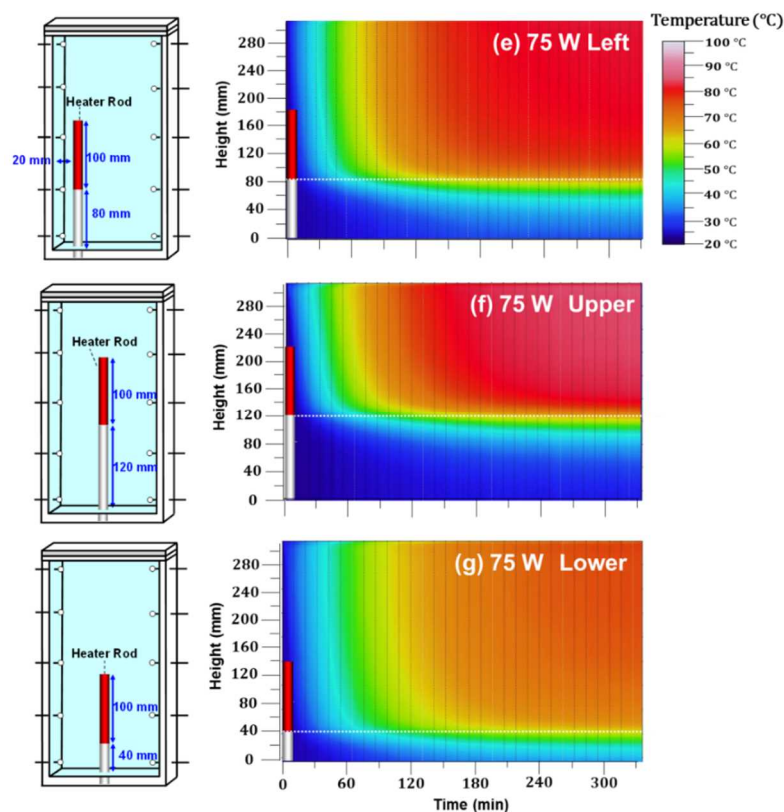 Heater Rod
20 mm
100 mm
80 mm
(e) 75 W Left
Height (mm)
280
240
200
160
120
80
40
0
Temperature (°C)
100 °C
90 °C
80 °C
70 °C
60 °C
50 °C
40 °C
30 °C
20 °C
Heater Rod
100 mm
120 mm
(f) 75 W Upper
Height (mm)
280
240
200
160
120
80
40
0
Heater Rod
100 mm
40 mm
(g) 75 W Lower
Height (mm)
280
240
200
160
120
80
40
0
0 60 120 180 240 300
Time (min)